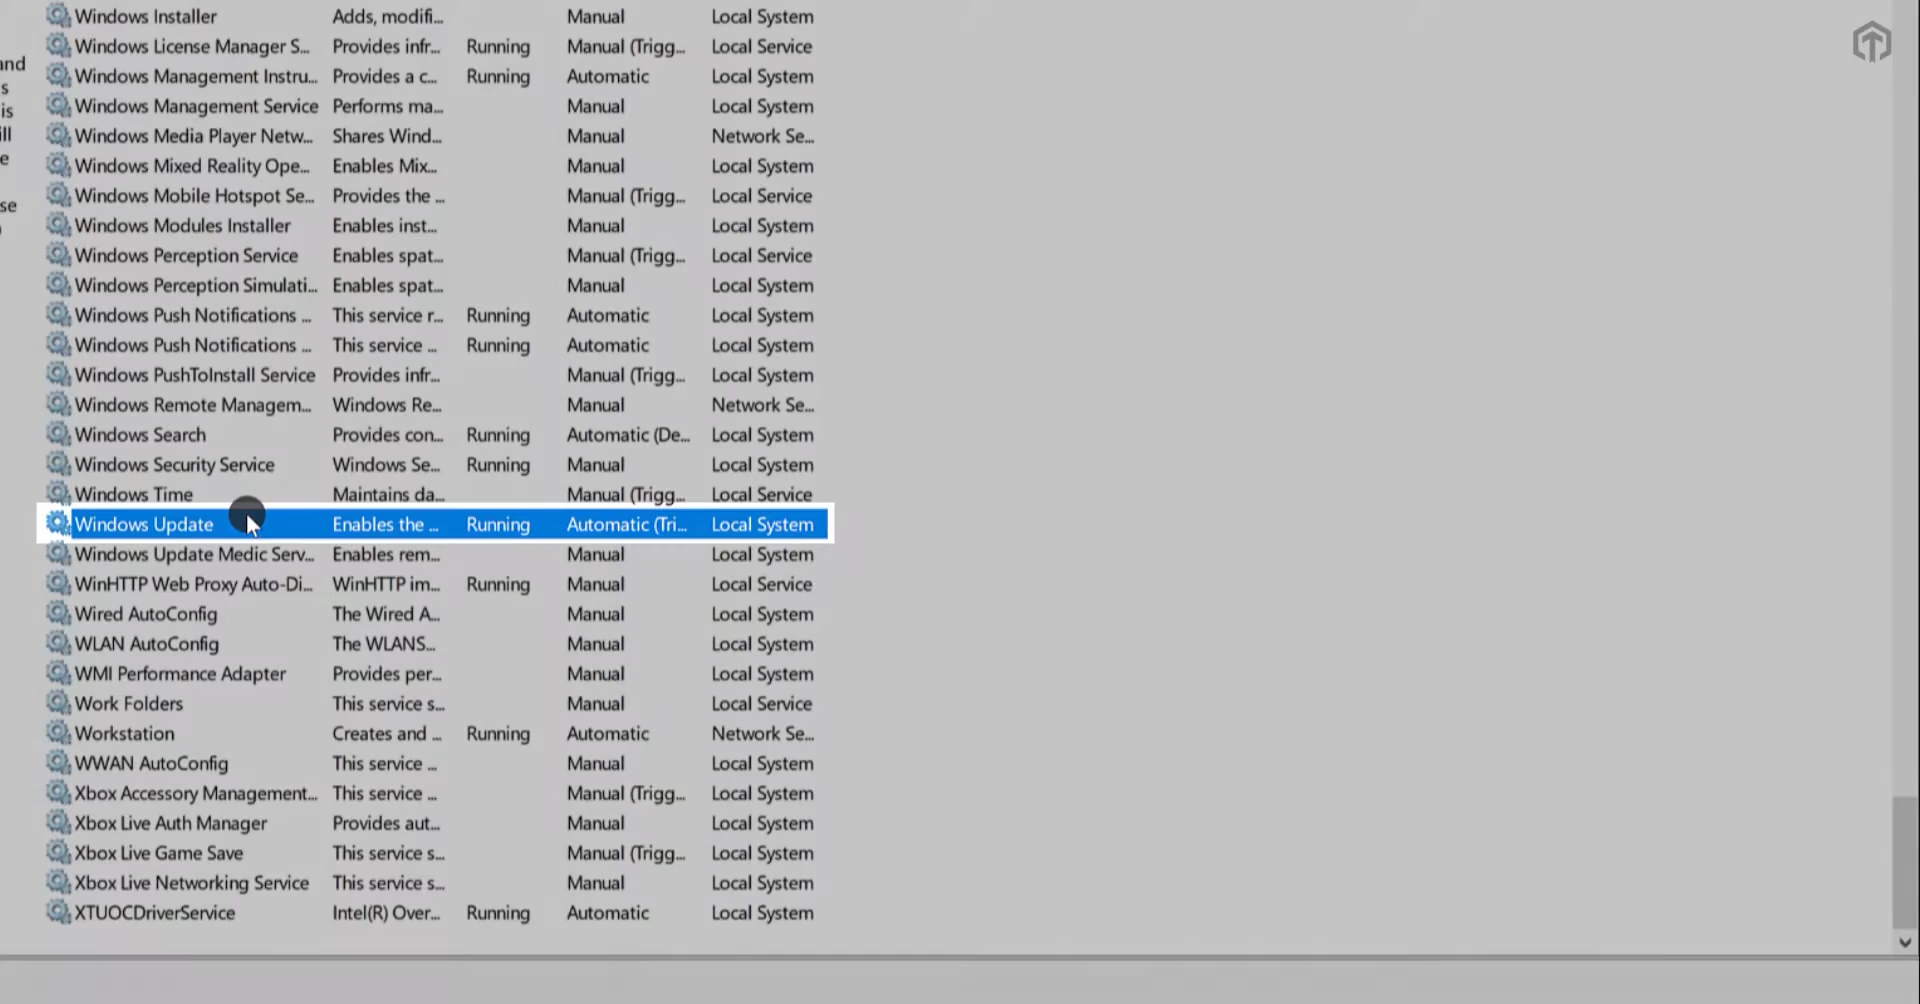 and
s
is
ill
e
se
)
Windows Installer Adds, modifi... Manual Local System
Windows License Manager S... Provides infr... Running Manual (Trigg... Local Service
Windows Management Instru... Provides a c... Running Automatic Local System
Windows Management Service Performs ma... Manual Local System
Windows Media Player Netw... Shares Wind... Manual Network Se...
Windows Mixed Reality Ope... Enables Mix... Manual Local System
Windows Mobile Hotspot Se... Provides the ... Manual (Trigg... Local Service
Windows Modules Installer Enables inst... Manual Local System
Windows Perception Service Enables spat... Manual (Trigg... Local Service
Windows Perception Simulati... Enables spat... Manual Local System
Windows Push Notifications ... This service r... Running Automatic Local System
Windows Push Notifications ... This service ... Running Automatic Local System
Windows PushToInstall Service Provides infr... Manual (Trigg... Local System
Windows Remote Managem... Windows Re... Manual Network Se...
Windows Search Provides con... Running Automatic (De... Local System
Windows Security Service Windows Se... Running Manual Local System
Windows Time Maintains da... Manual (Trigg... Local Service
Windows Update Enables the ... Running Automatic (Tri... Local System
Windows Update Medic Serv... Enables rem... Manual Local System
WinHTTP Web Proxy Auto-Di... WinHTTP im... Running Manual Local Service
Wired AutoConfig The Wired A... Manual Local System
WLAN AutoConfig The WLANS... Manual Local System
WMI Performance Adapter Provides per... Manual Local System
Work Folders This service s... Manual Local Service
Workstation Creates and ... Running Automatic Network Se...
WWAN AutoConfig This service ... Manual Local System
Xbox Accessory Management... This service ... Manual (Trigg... Local System
Xbox Live Auth Manager Provides aut... Manual Local System
Xbox Live Game Save This service s... Manual (Trigg... Local System
Xbox Live Networking Service This service s... Manual Local System
XTUOCDriverService Intel(R) Over... Running Automatic Local System